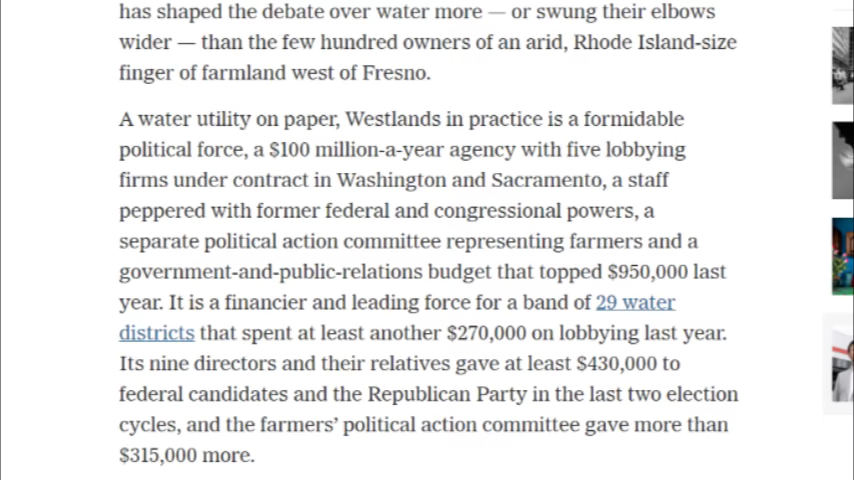 has shaped the debate over water more — or swung their elbows
wider — than the few hundred owners of an arid, Rhode Island-size
finger of farmland west of Fresno.
A water utility on paper, Westlands in practice is a formidable
political force, a $100 million-a-year agency with five lobbying
firms under contract in Washington and Sacramento, a staff
peppered with former federal and congressional powers, a
separate political action committee representing farmers and a
government-and-public-relations budget that topped $950,000 last
year. It is a financier and leading force for a band of 29 water
districts that spent at least another $270,000 on lobbying last year.
Its nine directors and their relatives gave at least $430,000 to
federal candidates and the Republican Party in the last two election
cycles, and the farmers’ political action committee gave more than
$315,000 more.